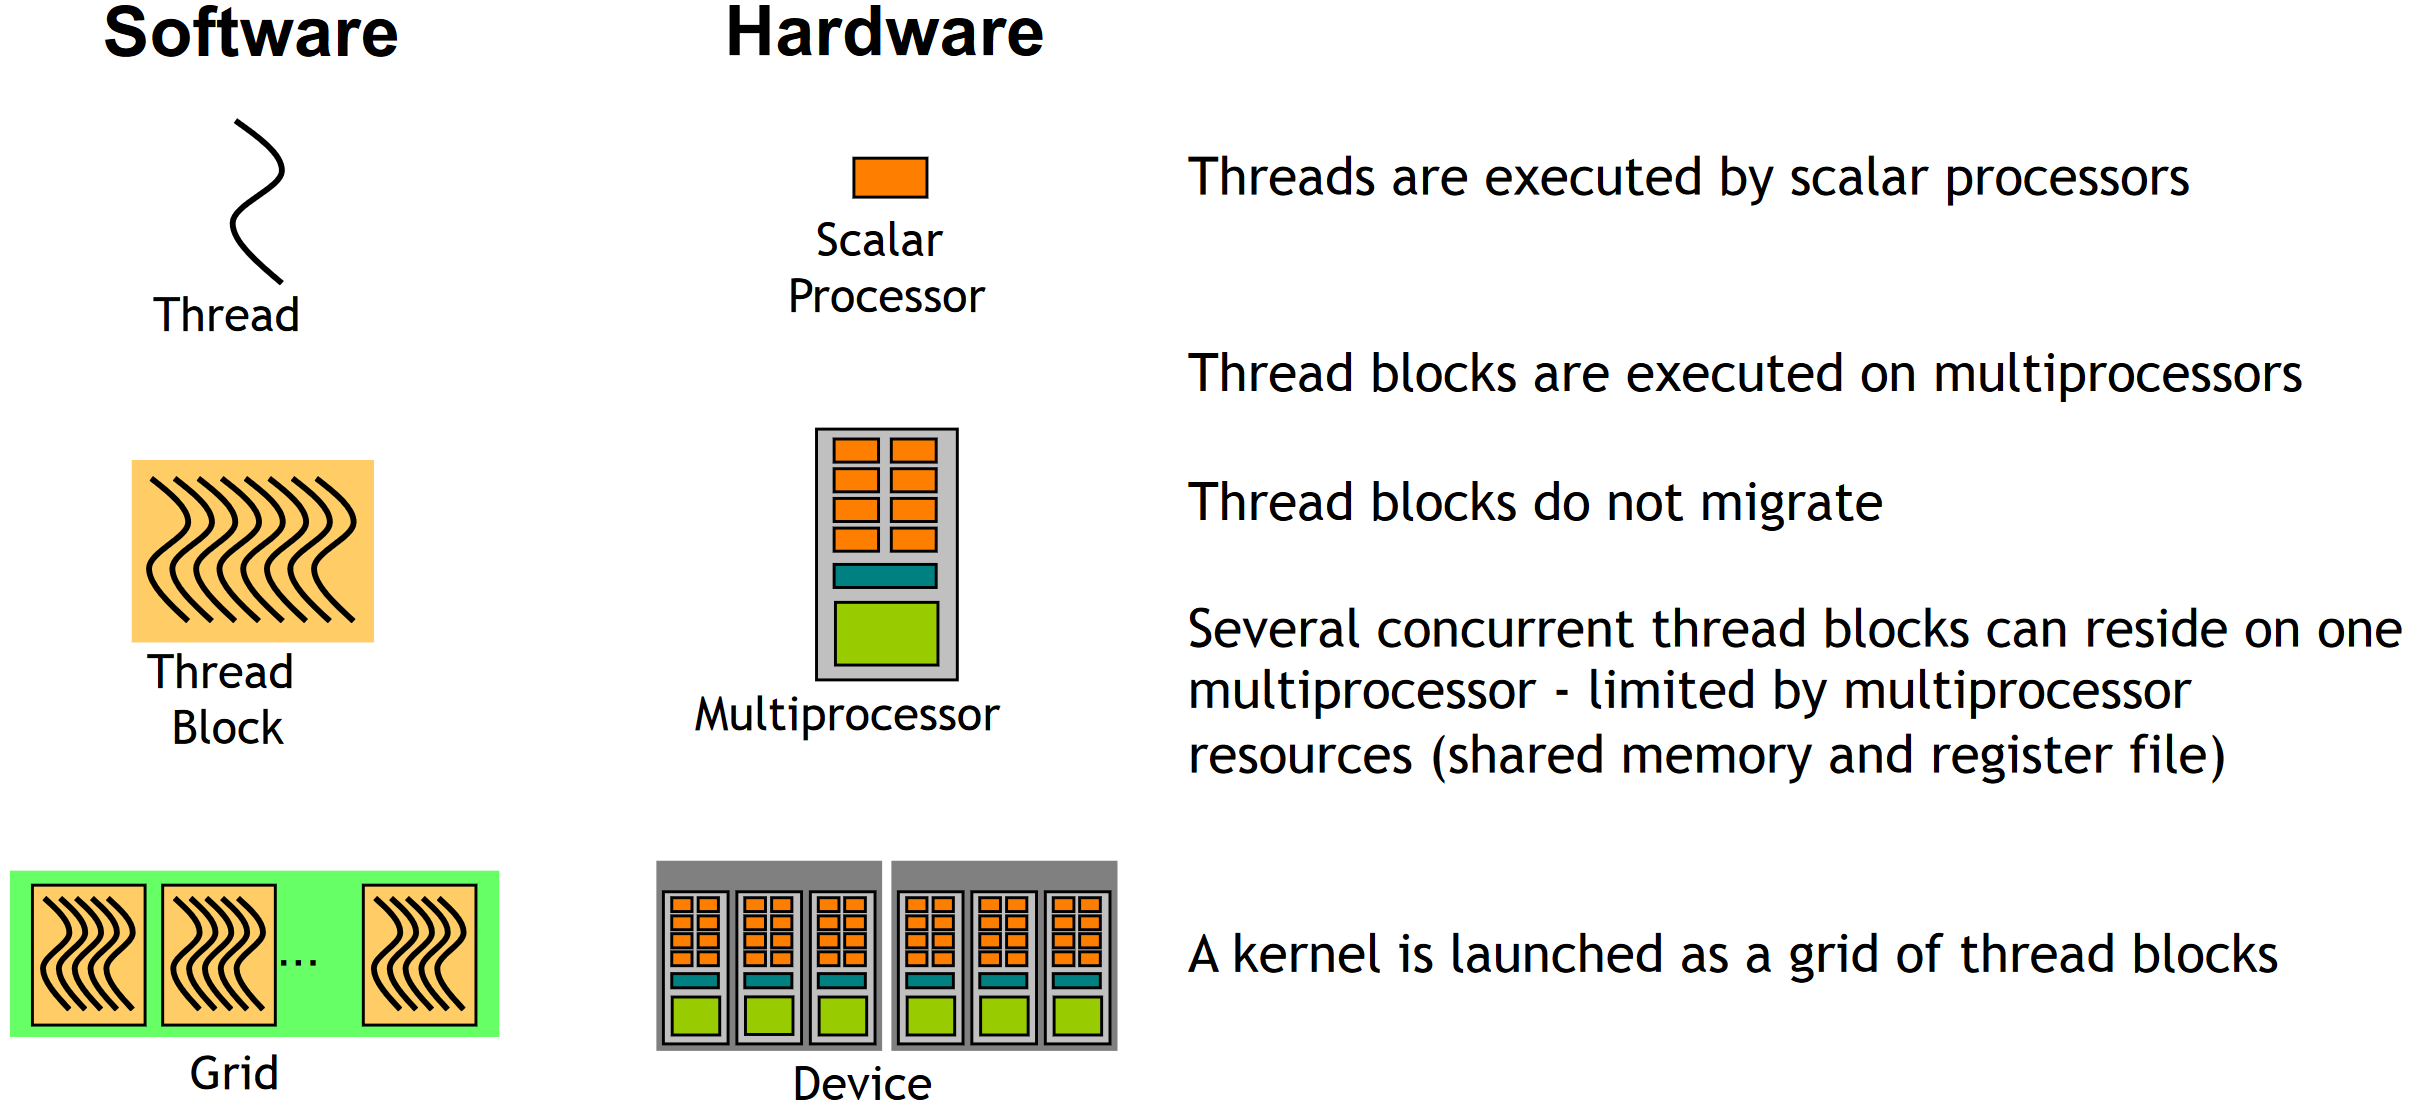 Software
Hardware
Thread
Scalar
Processor
Threads are executed by scalar processors
Thread
Block
Multiprocessor
Thread blocks are executed on multiprocessors
Thread blocks do not migrate
Several concurrent thread blocks can reside on one
multiprocessor - limited by multiprocessor
resources (shared memory and register file)
...
Grid
Device
A kernel is launched as a grid of thread blocks